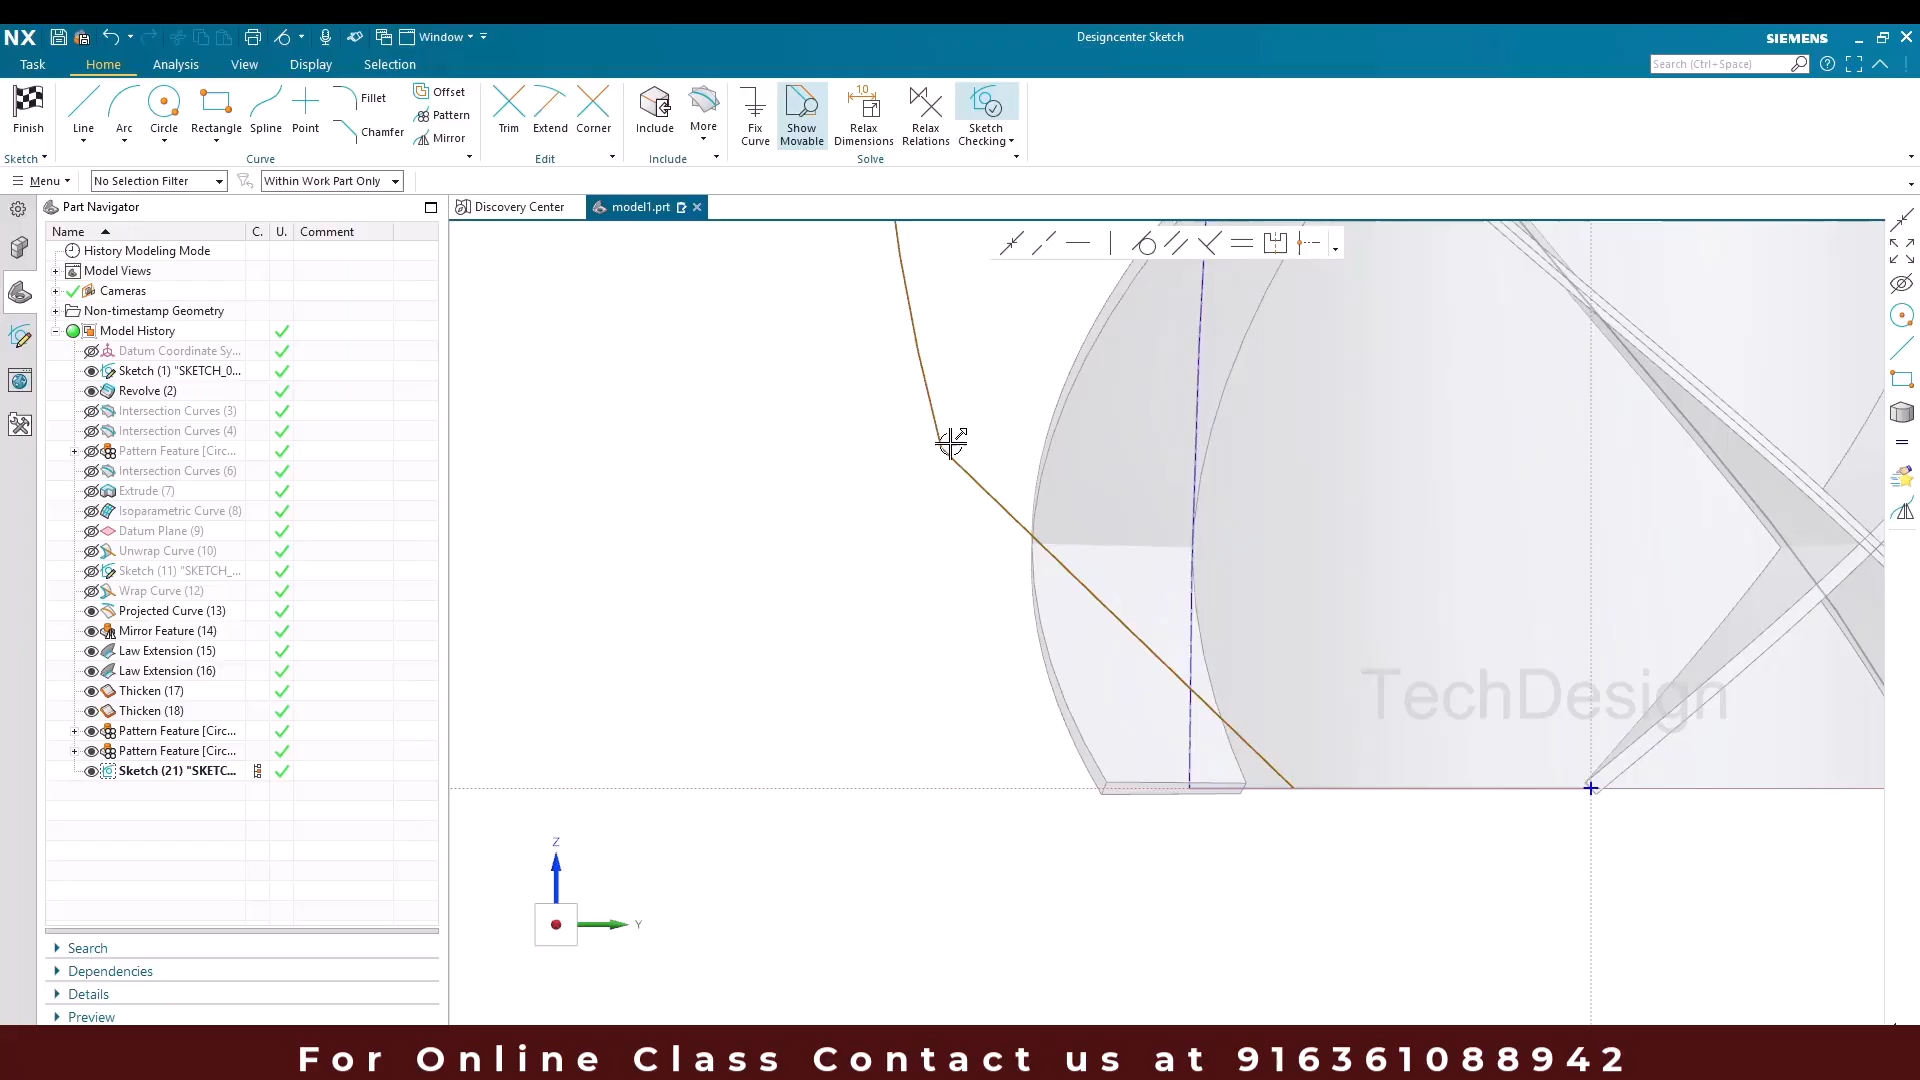 NX
Window
Designcenter Sketch
SIEMENS
Task Home Analysis View Display Selection
Search (Ctrl+Space)
Finish
Line Arc Circle Rectangle Spline Point
Fillet
Chamfer
Offset
Pattern
Mirror
Trim Extend Corner
Include More
Fix Curve
Show Movable
Relax Dimensions
Relax Relations
Sketch Checking
Sketch Curve Edit Include Solve
Menu
No Selection Filter
Within Work Part Only
Part Navigator
Discovery Center
model1.prt
Name C. U. Comment
History Modeling Mode
Model Views
Cameras
Non-timestamp Geometry
Model History
Datum Coordinate Sy...
Sketch (1) "SKETCH_0...
Revolve (2)
Intersection Curves (3)
Intersection Curves (4)
Pattern Feature [Circ...
Intersection Curves (6)
Extrude (7)
Isoparametric Curve (8)
Datum Plane (9)
Unwrap Curve (10)
Sketch (11) "SKETCH_...
Wrap Curve (12)
Projected Curve (13)
Mirror Feature (14)
Law Extension (15)
Law Extension (16)
Thicken (17)
Thicken (18)
Pattern Feature [Circ...
Pattern Feature [Circ...
Sketch (21) "SKETC...
TechDesign
Z
Y
Search
Dependencies
Details
Preview
For Online Class Contact us at 916361088942